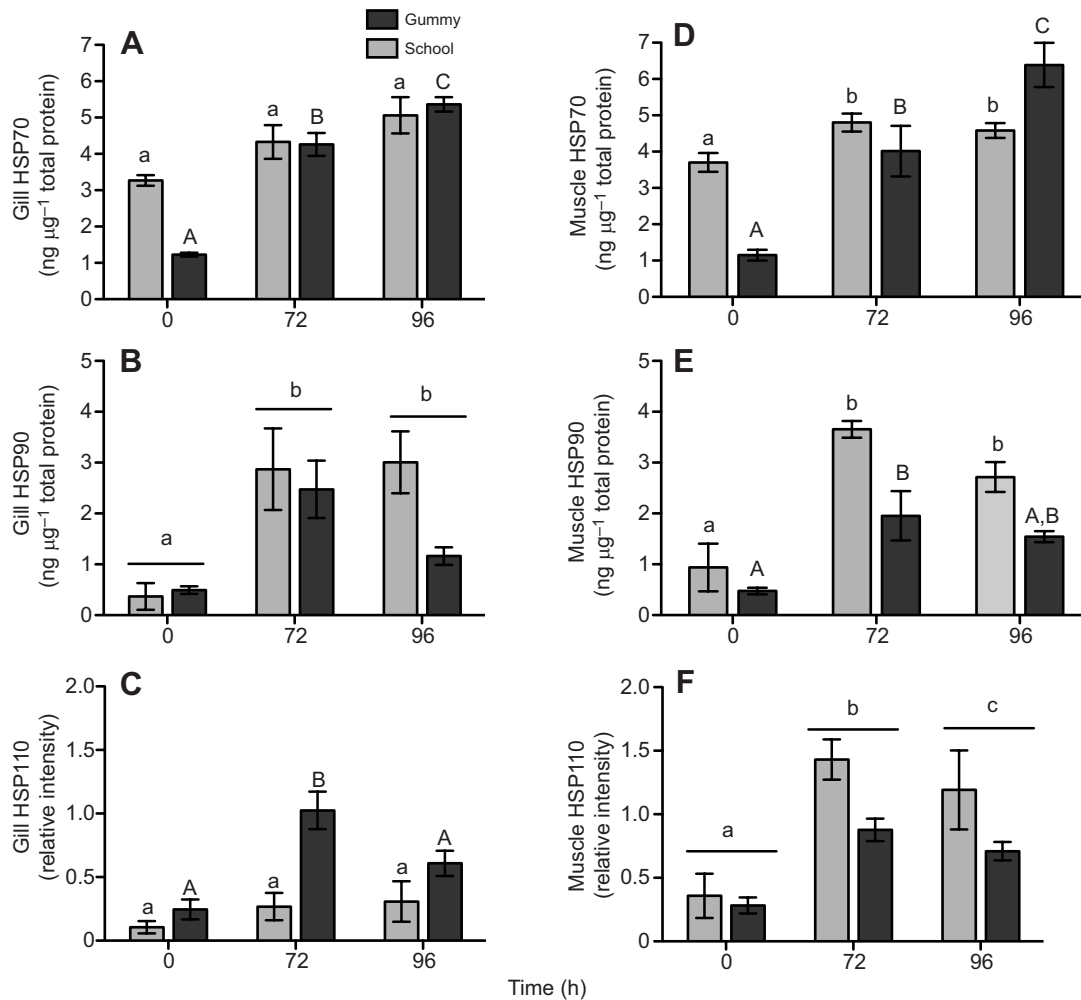 Gummy
School
A
Gill HSP70
(ng µg–1 total protein)
7
6
5
4
3
2
1
0
a
A
a
B
a
C
0
72
96
D
Muscle HSP70
(ng µg–1 total protein)
7
6
5
4
3
2
1
0
a
A
b
B
b
C
0
72
96
B
Gill HSP90
(ng µg–1 total protein)
5
4
3
2
1
0
a
b
b
0
72
96
E
Muscle HSP90
(ng µg–1 total protein)
5
4
3
2
1
0
a
A
b
B
b
A,B
0
72
96
C
Gill HSP110
(relative intensity)
2.0
1.5
1.0
0.5
0
a
A
a
B
a
A
0
72
96
F
Muscle HSP110
(relative intensity)
2.0
1.5
1.0
0.5
0
a
b
c
0
72
96
Time (h)